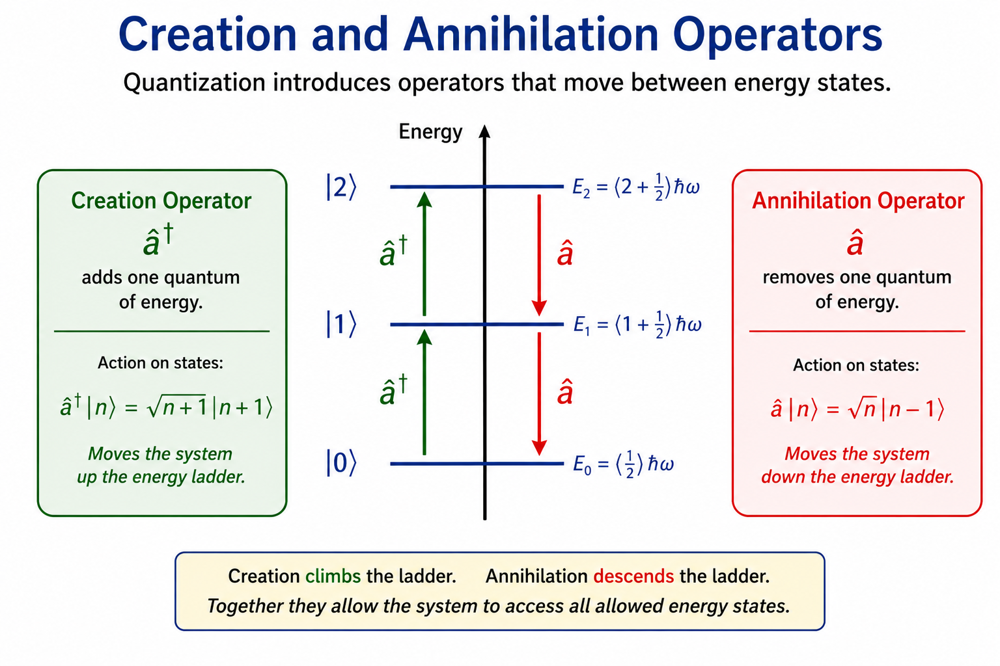 Creation and Annihilation Operators
Quantization introduces operators that move between energy states.
Energy
Creation Operator
â†
adds one quantum
of energy.
Action on states:
â†|n⟩ = √(n + 1)|n + 1⟩
Moves the system
up the energy ladder.
|2⟩
E₂ = ⟨2 + 1/2⟩ħω
â†
â
|1⟩
E₁ = ⟨1 + 1/2⟩ħω
â†
â
|0⟩
E₀ = ⟨1/2⟩ħω
Annihilation Operator
â
removes one quantum
of energy.
Action on states:
â|n⟩ = √n|n − 1⟩
Moves the system
down the energy ladder.
Creation climbs the ladder. Annihilation descends the ladder.
Together they allow the system to access all allowed energy states.